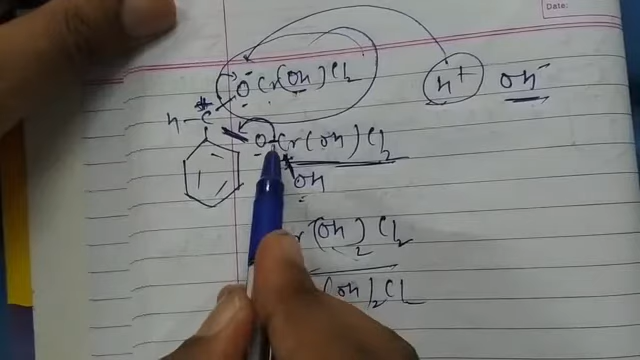 Date:
O Cr(OH)Cl2 H+ OH-
H-C*
O-Cr(OH)Cl2
OH
r(OH)2Cl2
(OH)2Cl